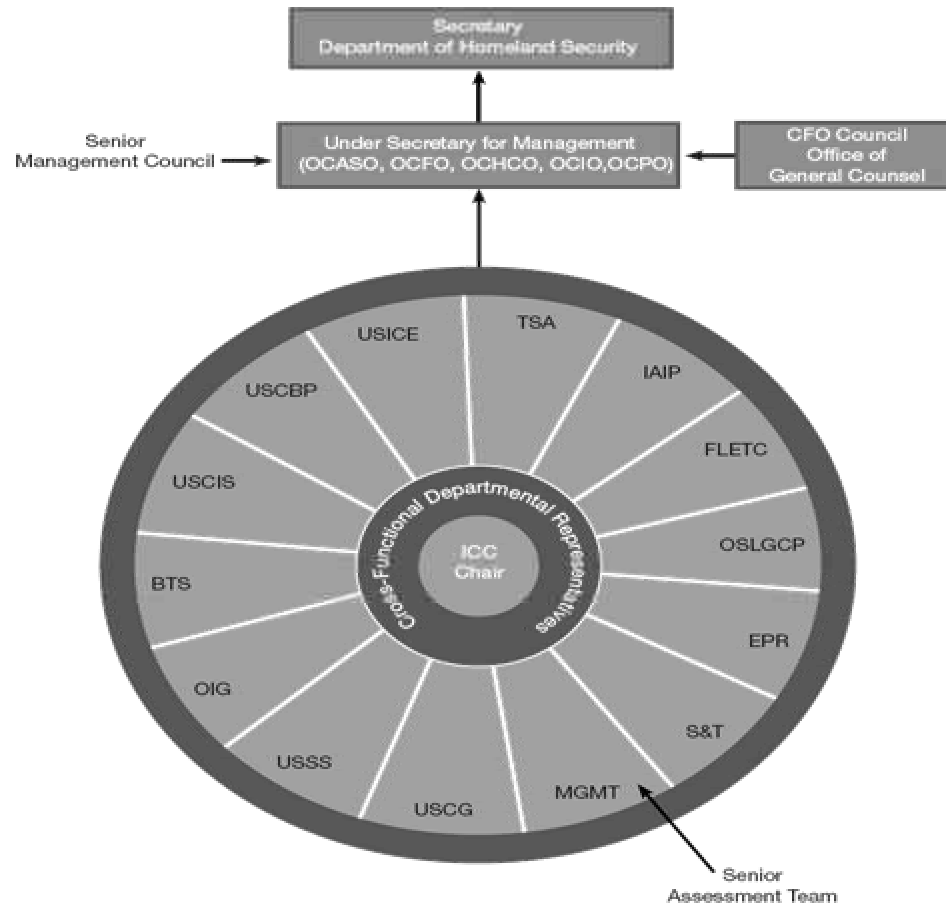 Secretary
Department of Homeland Security
Senior
Management Council
Under Secretary for Management
(OCASO, OCFO, OCHCO, OCIO,OCPO)
CFO Council
Office of
General Counsel
USICE
TSA
USCBP
IAIP
USCIS
FLETC
Cross-Functional Departmental Representatives
ICC
Chair
OSLGCP
BTS
EPR
OIG
S&T
USSS
MGMT
USCG
Senior
Assessment Team